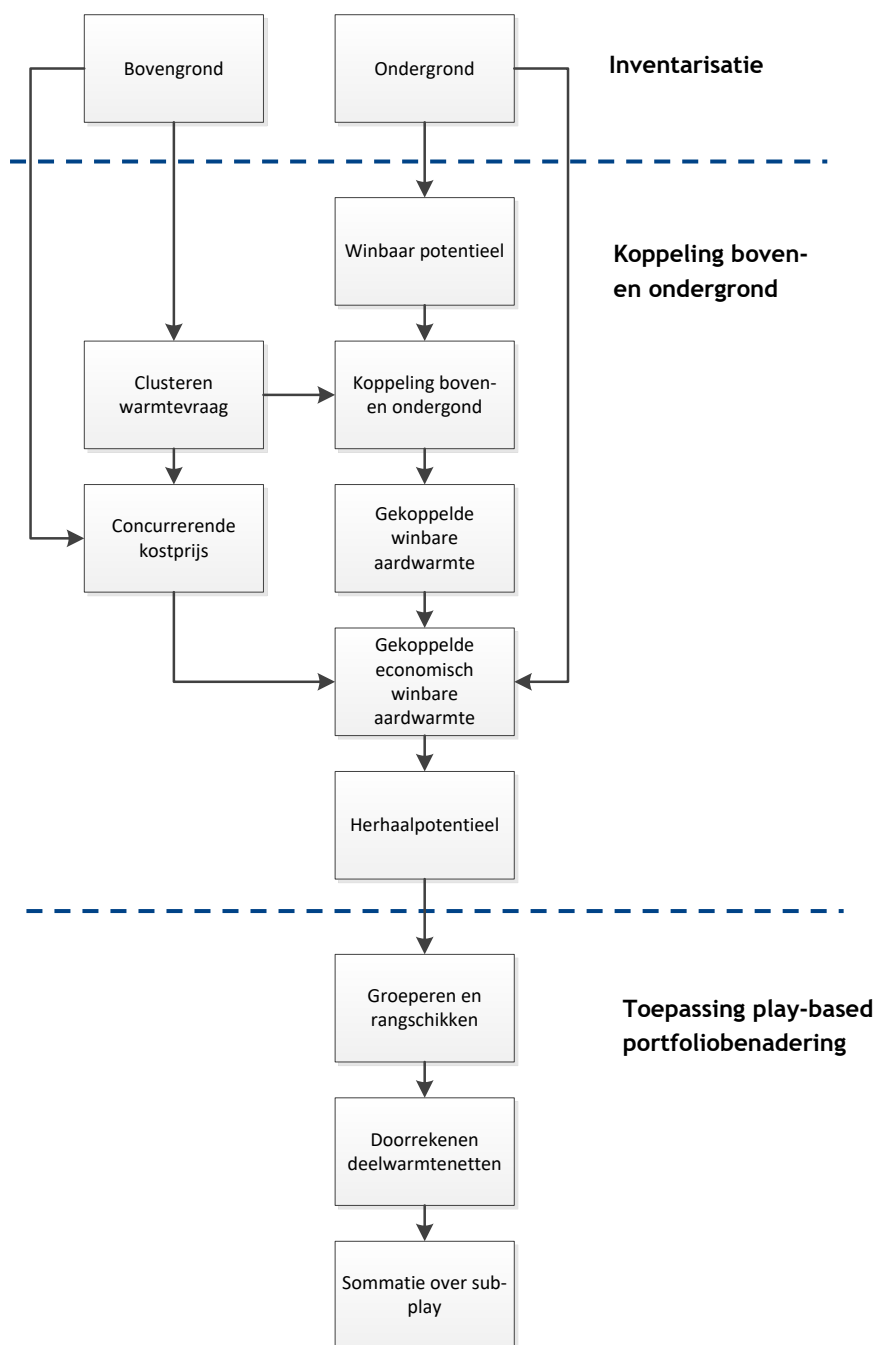 Bovengrond
Ondergrond
Inventarisatie
Winbaar potentieel
Koppeling boven-
en ondergrond
Clusteren
warmtevraag
Koppeling boven-
en ondergond
Concurrerende
kostprijs
Gekoppelde
winbare
aardwarmte
Gekoppelde
economisch
winbare
aardwarmte
Herhaalpotentieel
Groeperen en
rangschikken
Toepassing play-based
portfoliobenadering
Doorrekenen
deelwarmtenetten
Sommatie over sub-
play